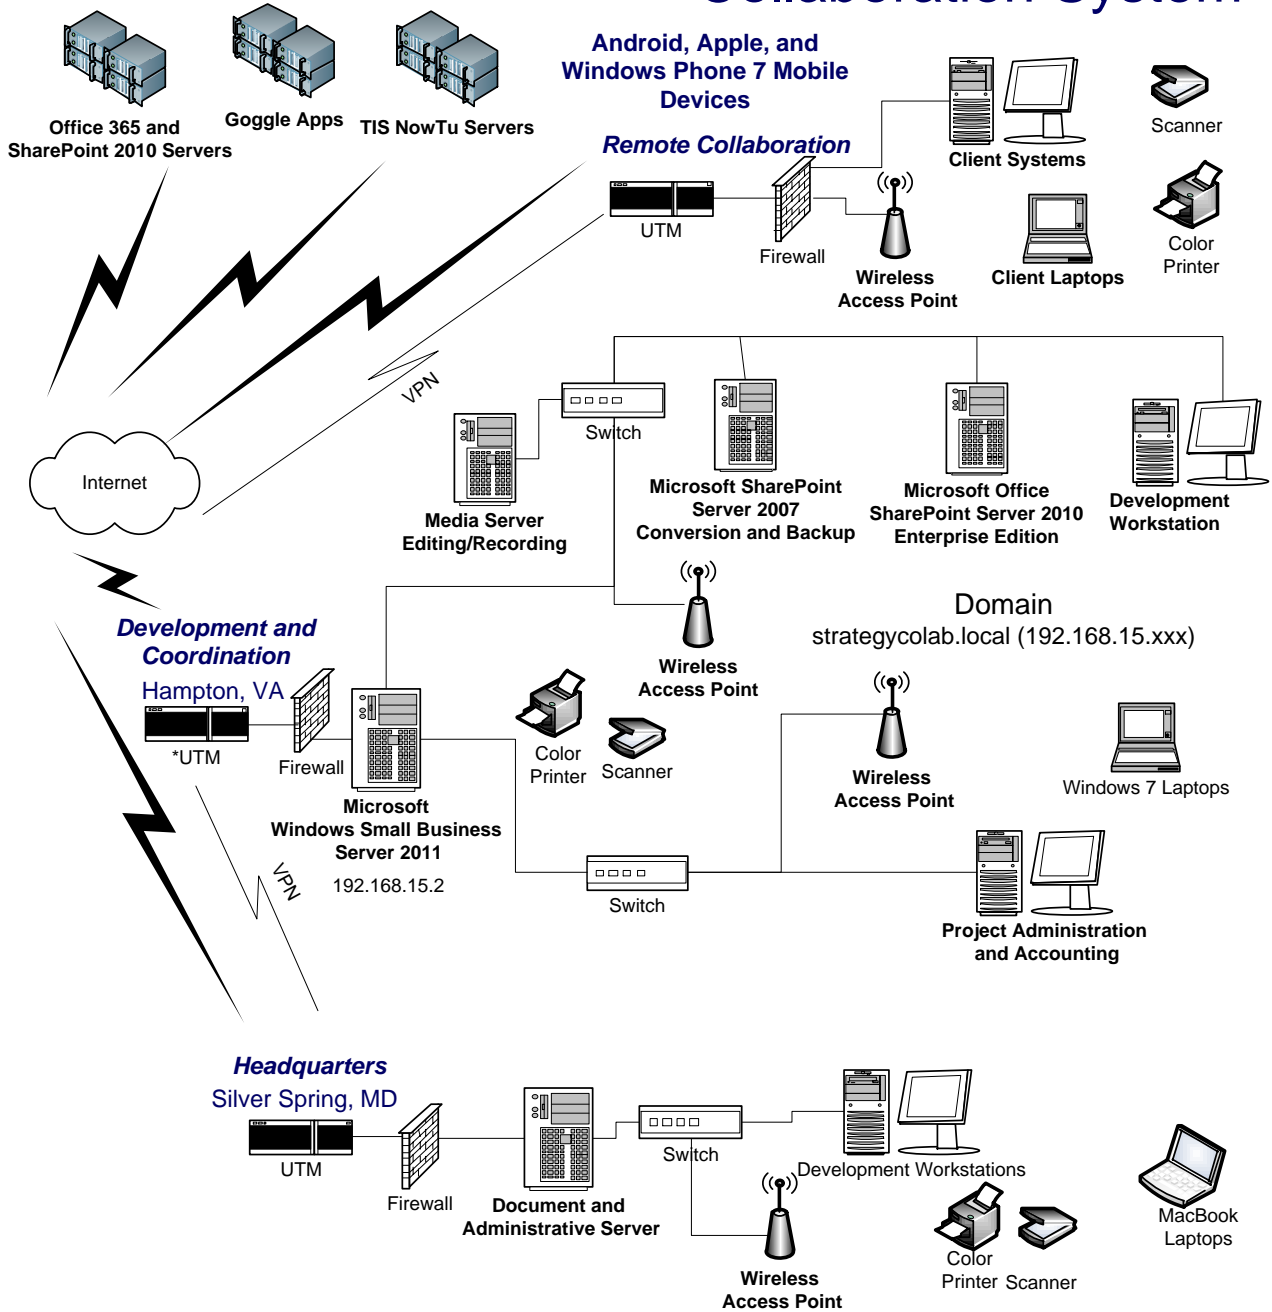 Collaboration System
Office 365 and
SharePoint 2010 Servers
Goggle Apps
TIS NowTu Servers
Android, Apple, and
Windows Phone 7 Mobile
Devices
Remote Collaboration
UTM
Firewall
Wireless
Access Point
Client Systems
Client Laptops
Scanner
Color
Printer
VPN
Internet
Switch
Media Server
Editing/Recording
Microsoft SharePoint
Server 2007
Conversion and Backup
Microsoft Office
SharePoint Server 2010
Enterprise Edition
Development
Workstation
Wireless
Access Point
Domain
strategycolab.local (192.168.15.xxx)
Development and
Coordination
Hampton, VA
*UTM
Firewall
Microsoft
Windows Small Business
Server 2011
192.168.15.2
Color
Printer
Scanner
Switch
Wireless
Access Point
Windows 7 Laptops
Project Administration
and Accounting
VPN
Headquarters
Silver Spring, MD
UTM
Firewall
Document and
Administrative Server
Switch
Development Workstations
Wireless
Access Point
Color
Printer
Scanner
MacBook
Laptops